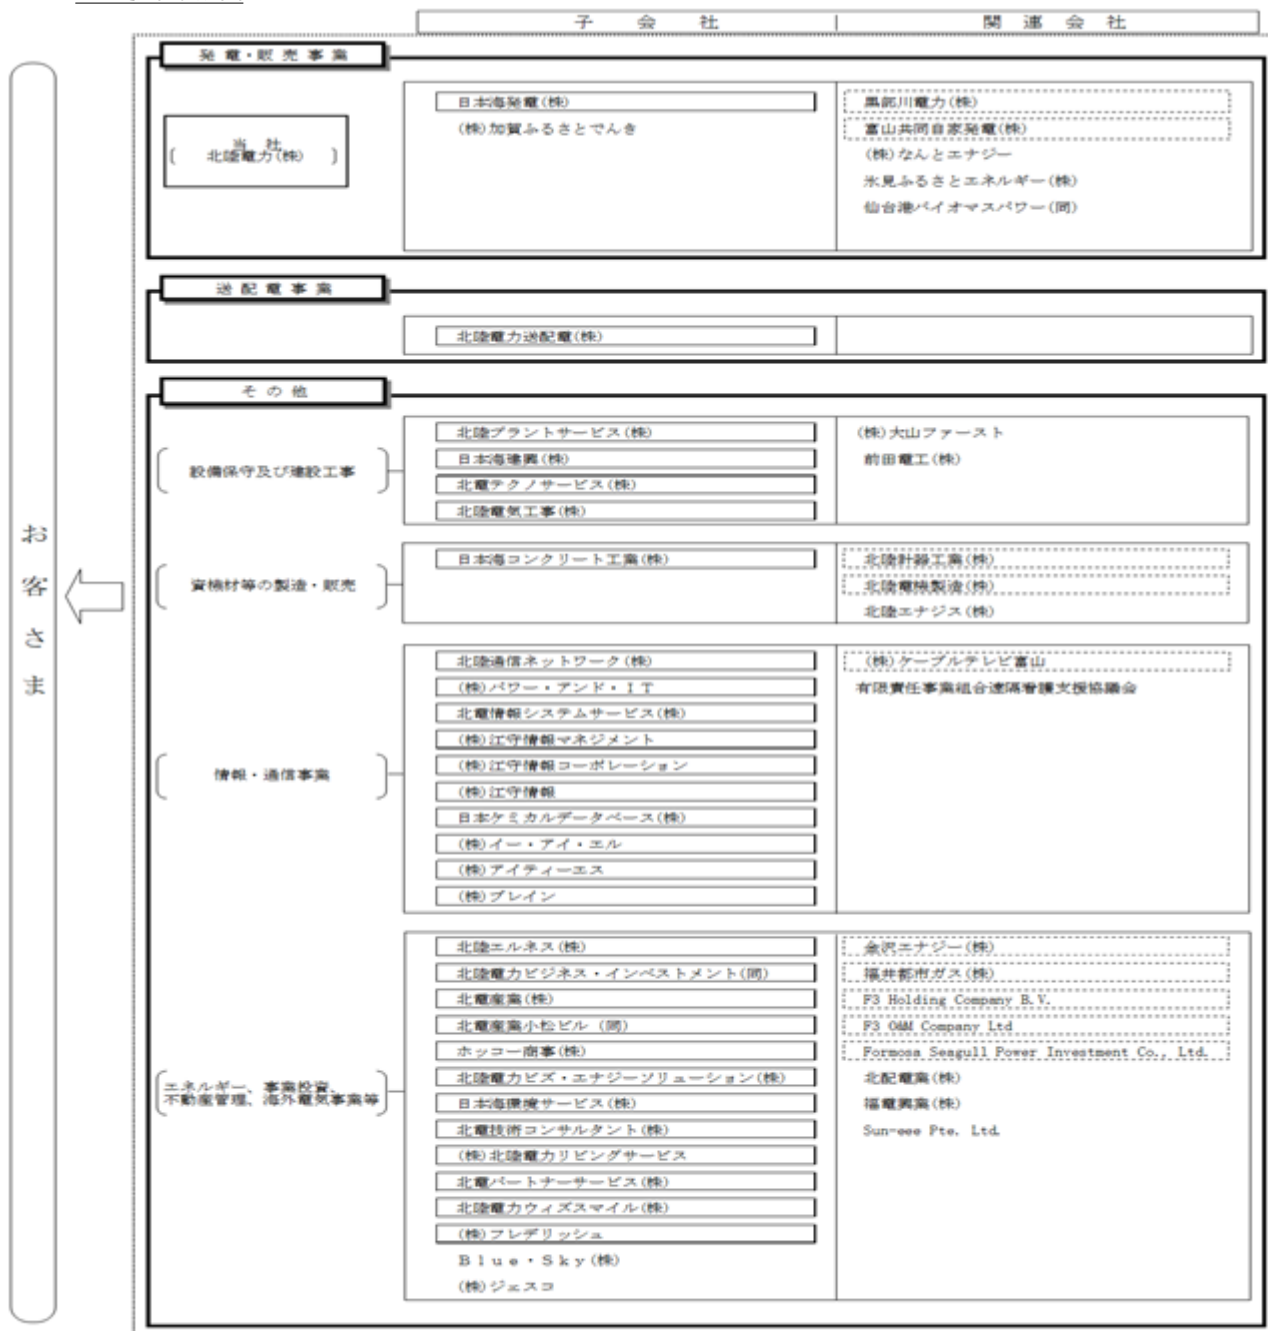 子会社 関連会社
発電・販売事業
当社
北陸電力(株)
日本海発電(株)
(株)加賀ふるさとでんき
黒部川電力(株)
富山共同自家発電(株)
(株)なんとエナジー
氷見ふるさとエネルギー(株)
仙台港バイオマスパワー(同)
送配電事業
北陸電力送配電(株)
その他
設備保守及び建設工事
北陸プラントサービス(株)
日本海建興(株)
北電テクノサービス(株)
北陸電気工事(株)
(株)大山ファースト
前田電工(株)
資機材等の製造・販売
日本海コンクリート工業(株)
北陸計器工業(株)
北陸電機製造(株)
北陸エナジス(株)
情報・通信事業
北陸通信ネットワーク(株)
(株)パワー・アンド・IT
北電情報システムサービス(株)
(株)江守情報マネジメント
(株)江守情報コーポレーション
(株)江守情報
日本ケミカルデータベース(株)
(株)イー・アイ・エル
(株)アイティーエス
(株)ブレイン
(株)ケーブルテレビ富山
有限責任事業組合遠隔看護支援協議会
エネルギー、事業投資、
不動産管理、海外電気事業等
北陸エルネス(株)
北陸電力ビジネス・インベストメント(同)
北電産業(株)
北電産業小松ビル(同)
ホッコー商事(株)
北陸電力ビズ・エナジーソリューション(株)
日本海環境サービス(株)
北電技術コンサルタント(株)
(株)北陸電力リビングサービス
北電パートナーサービス(株)
北陸電力ウィズスマイル(株)
(株)フレデリッシュ
Blue・Sky(株)
(株)ジェスコ
金沢エナジー(株)
福井都市ガス(株)
F3 Holding Company B.V.
F3 O&M Company Ltd
Formosa Seagull Power Investment Co., Ltd.
北配電業(株)
福電興業(株)
Sun-eee Pte. Ltd.
お客さま